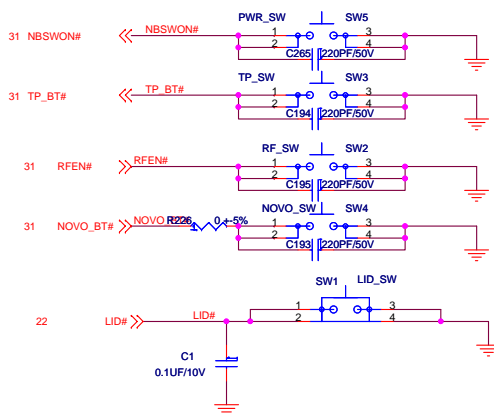 PWR_SW SW5
31 NBSWON# NBSWON# 1 3
2 4
C265 220PF/50V
TP_SW SW3
31 TP_BT# TP_BT# 1 3
2 4
C194 220PF/50V
RF_SW SW2
31 RFEN# RFEN# 1 3
2 4
C195 220PF/50V
NOVO_SW SW4
31 NOVO_BT# R226 0 +-5% 1 3
2 4
C193 220PF/50V
SW1 LID_SW
1 3
22 LID# LID# 2 4
C1
0.1UF/10V